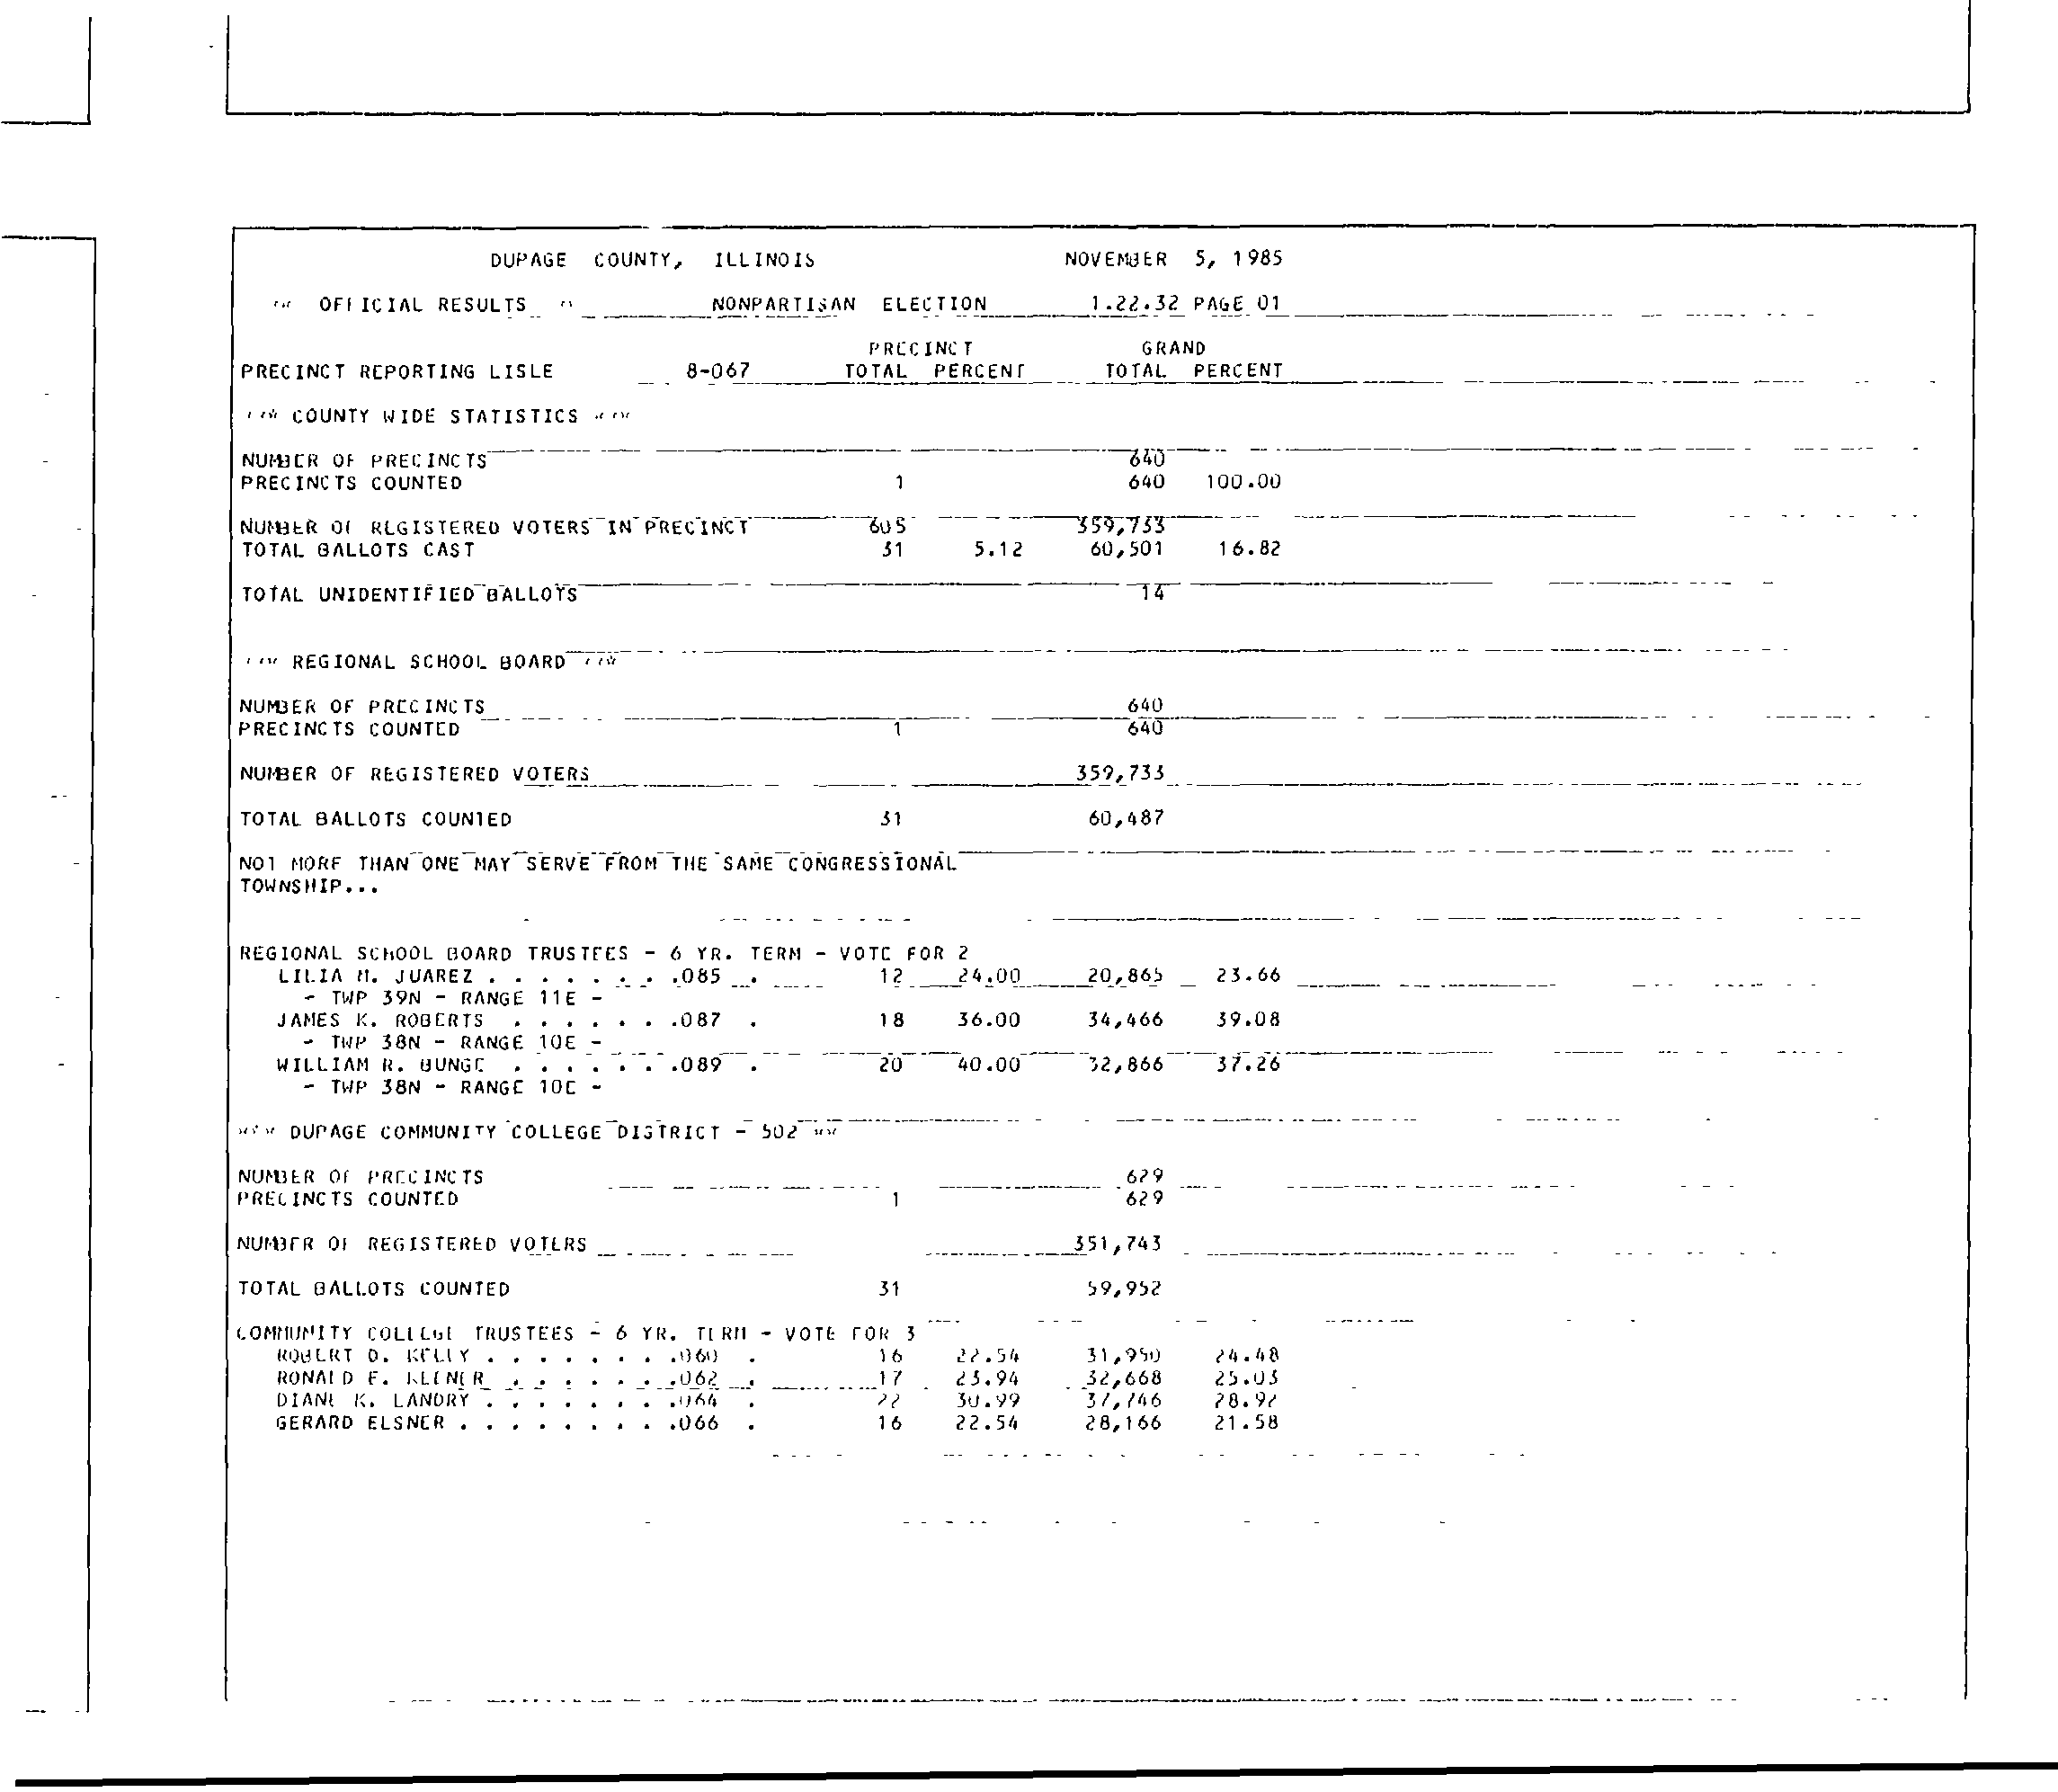 DUPAGE COUNTY, ILLINOIS NOVEMBER 5, 1985
** OFFICIAL RESULTS ** NONPARTISAN ELECTION 1.22.32 PAGE 01
PRECINCT GRAND
PRECINCT REPORTING LISLE 8-067 TOTAL PERCENT TOTAL PERCENT
*** COUNTY WIDE STATISTICS ***
NUMBER OF PRECINCTS 640
PRECINCTS COUNTED 1 640 100.00
NUMBER OF REGISTERED VOTERS IN PRECINCT 605 359,733
TOTAL BALLOTS CAST 31 5.12 60,501 16.82
TOTAL UNIDENTIFIED BALLOTS 14
*** REGIONAL SCHOOL BOARD ***
NUMBER OF PRECINCTS 640
PRECINCTS COUNTED 1 640
NUMBER OF REGISTERED VOTERS 359,733
TOTAL BALLOTS COUNTED 31 60,487
NOT MORE THAN ONE MAY SERVE FROM THE SAME CONGRESSIONAL
TOWNSHIP...
REGIONAL SCHOOL BOARD TRUSTEES - 6 YR. TERM - VOTE FOR 2
LILIA M. JUAREZ . . . . . . . .085 . 12 24.00 20,865 23.66
- TWP 39N - RANGE 11E -
JAMES K. ROBERTS . . . . . . .087 . 18 36.00 34,466 39.08
- TWP 38N - RANGE 10E -
WILLIAM R. BUNGE . . . . . . .089 . 20 40.00 32,866 37.26
- TWP 38N - RANGE 10E -
*** DUPAGE COMMUNITY COLLEGE DISTRICT - 502 **
NUMBER OF PRECINCTS 629
PRECINCTS COUNTED 1 629
NUMBER OF REGISTERED VOTERS 351,743
TOTAL BALLOTS COUNTED 31 59,952
COMMUNITY COLLEGE TRUSTEES - 6 YR. TERM - VOTE FOR 3
ROBERT D. KELLY . . . . . . . .060 . 16 22.54 31,950 24.48
RONALD E. KEENER . . . . . . .062 . 17 23.94 32,668 25.03
DIANE K. LANDRY . . . . . . . .064 . 22 30.99 37,746 28.92
GERARD ELSNER . . . . . . . . .066 . 16 22.54 28,166 21.58